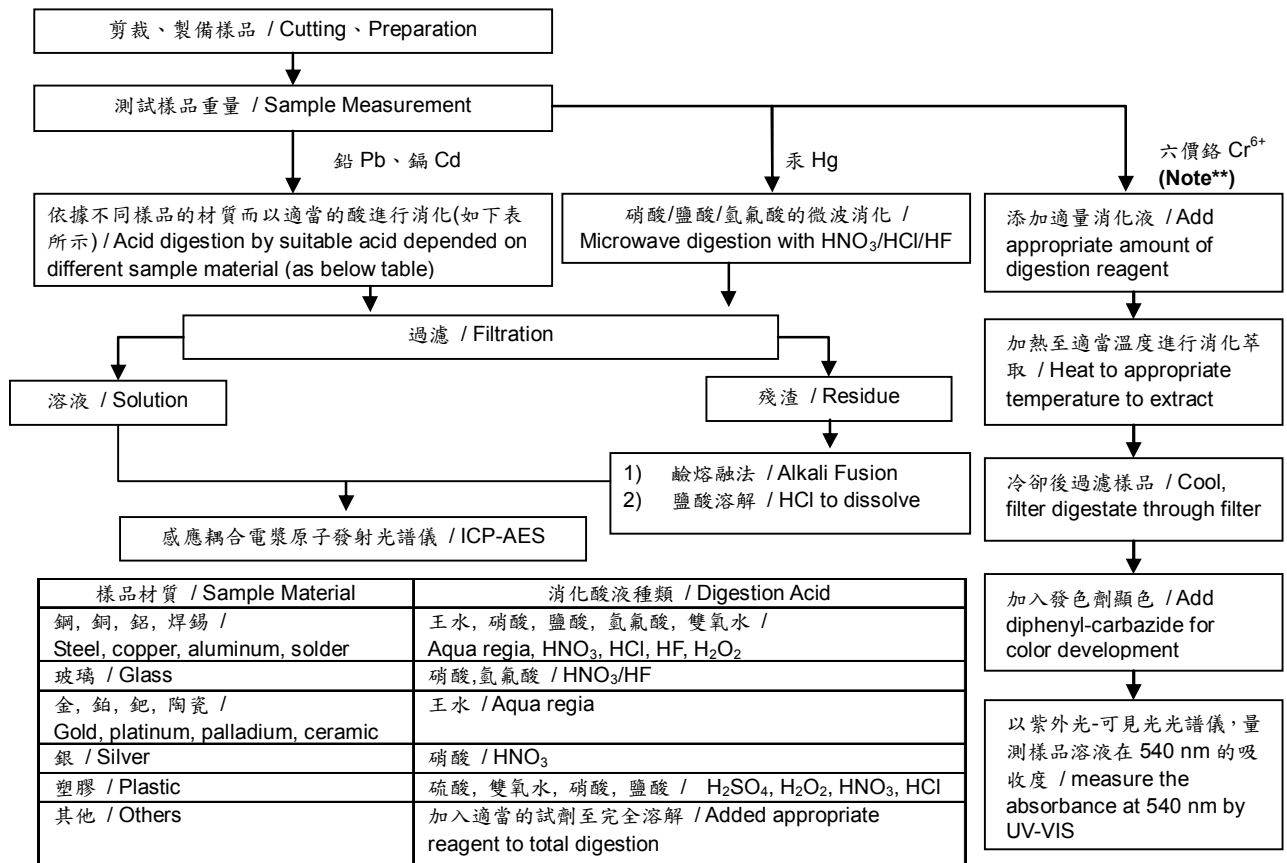 剪裁、製備樣品 / Cutting、Preparation
測試樣品重量 / Sample Measurement
鉛 Pb、鎘 Cd
汞 Hg
六價鉻 Cr⁶⁺
(Note**)
依據不同樣品的材質而以適當的酸進行消化(如下表
所示) / Acid digestion by suitable acid depended on
different sample material (as below table)
硝酸/鹽酸/氫氟酸的微波消化 /
Microwave digestion with HNO₃/HCl/HF
添加適量消化液 / Add
appropriate amount of
digestion reagent
過濾 / Filtration
加熱至適當溫度進行消化萃
取 / Heat to appropriate
temperature to extract
溶液 / Solution
殘渣 / Residue
1) 鹼熔融法 / Alkali Fusion
2) 鹽酸溶解 / HCl to dissolve
冷卻後過濾樣品 / Cool,
filter digestate through filter
感應耦合電漿原子發射光譜儀 / ICP-AES
加入發色劑顯色 / Add
diphenyl-carbazide for
color development
以紫外光-可見光光譜儀，量
測樣品溶液在 540 nm 的吸
收度 / measure the
absorbance at 540 nm by
UV-VIS
樣品材質 / Sample Material 消化酸液種類 / Digestion Acid
鋼, 銅, 鋁, 焊錫 / 王水, 硝酸, 鹽酸, 氫氟酸, 雙氧水 /
Steel, copper, aluminum, solder Aqua regia, HNO₃, HCl, HF, H₂O₂
玻璃 / Glass 硝酸,氫氟酸 / HNO₃/HF
金, 鉑, 鈀, 陶瓷 / 王水 / Aqua regia
Gold, platinum, palladium, ceramic
銀 / Silver 硝酸 / HNO₃
塑膠 / Plastic 硫酸, 雙氧水, 硝酸, 鹽酸 / H₂SO₄, H₂O₂, HNO₃, HCl
其他 / Others 加入適當的試劑至完全溶解 / Added appropriate
reagent to total digestion